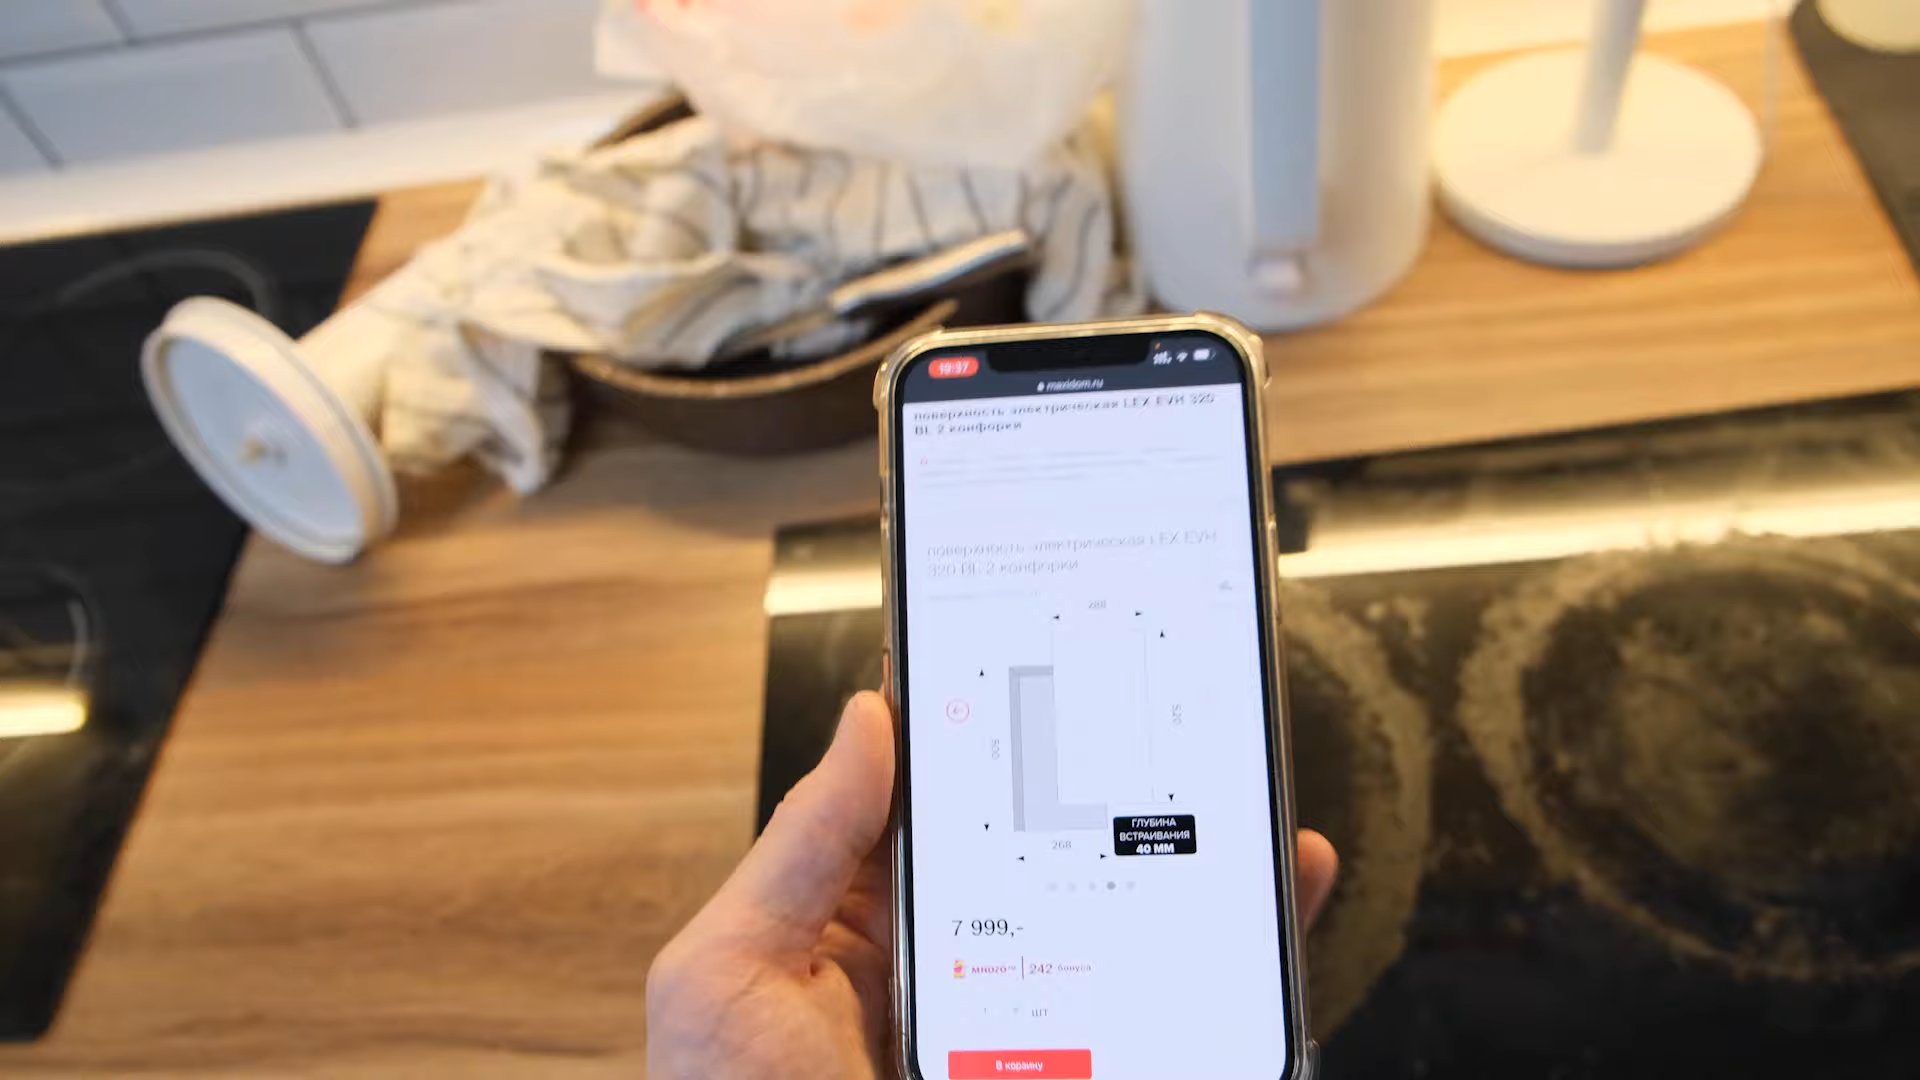 19:37
maxidom.ru
поверхность электрическая LEX EVH 320
BL 2 конфорки
поверхность электрическая LEX EVH
320 BL 2 конфорки
288
520
500
268
ГЛУБИНА
ВСТРАИВАНИЯ
40 ММ
7 999,-
много 242 бонуса
1 шт
В корзину